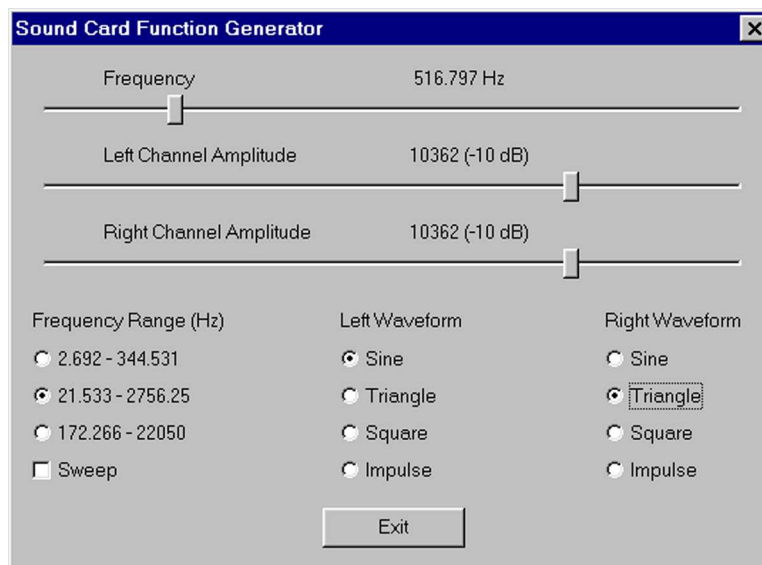 Sound Card Function Generator
Frequency 516.797 Hz
Left Channel Amplitude 10362 (-10 dB)
Right Channel Amplitude 10362 (-10 dB)
Frequency Range (Hz) Left Waveform Right Waveform
2.692 - 344.531 Sine Sine
21.533 - 2756.25 Triangle Triangle
172.266 - 22050 Square Square
Sweep Impulse Impulse
Exit